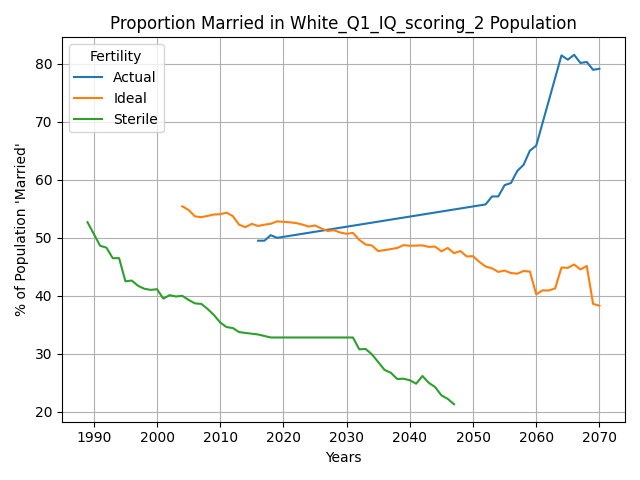 Proportion Married in White_Q1_IQ_scoring_2 Population
Fertility
Actual
Ideal
Sterile
% of Population 'Married'
80
70
60
50
40
30
20
1990
2000
2010
2020
2030
2040
2050
2060
2070
Years